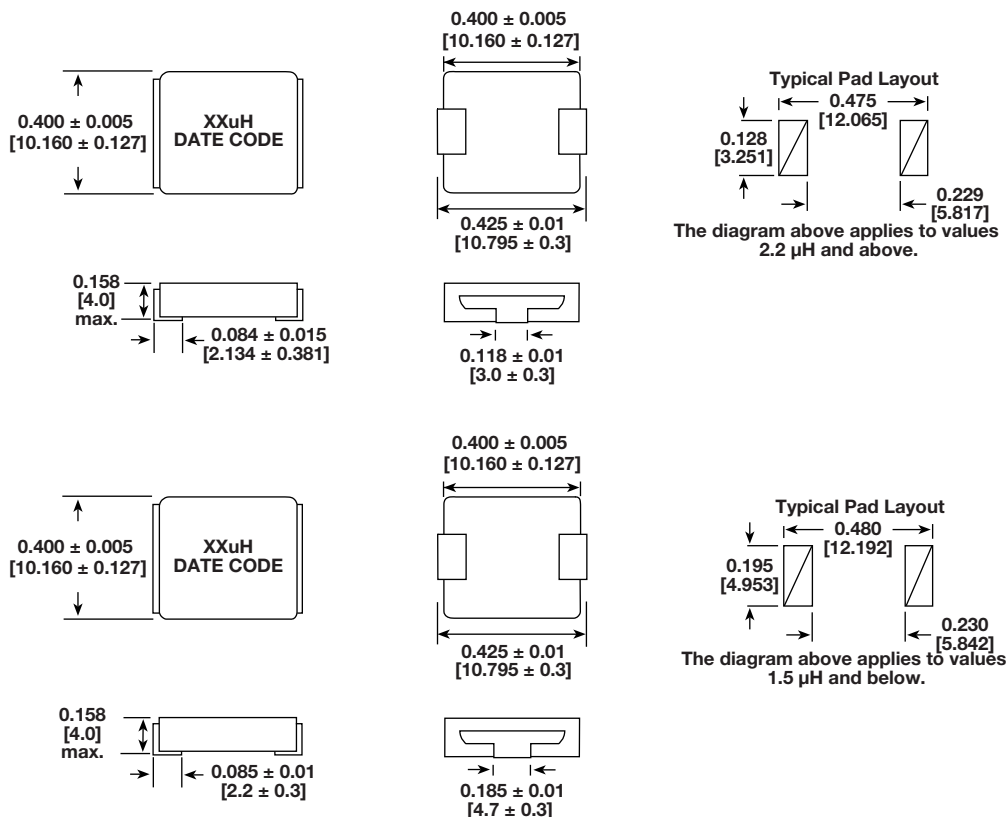 0.400 ± 0.005
[10.160 ± 0.127]
XXuH
DATE CODE
0.400 ± 0.005
[10.160 ± 0.127]
0.425 ± 0.01
[10.795 ± 0.3]
Typical Pad Layout
0.475
[12.065]
0.128
[3.251]
0.229
[5.817]
The diagram above applies to values
2.2 µH and above.
0.158
[4.0]
max.
0.084 ± 0.015
[2.134 ± 0.381]
0.118 ± 0.01
[3.0 ± 0.3]
0.400 ± 0.005
[10.160 ± 0.127]
XXuH
DATE CODE
0.400 ± 0.005
[10.160 ± 0.127]
0.425 ± 0.01
[10.795 ± 0.3]
Typical Pad Layout
0.480
[12.192]
0.195
[4.953]
0.230
[5.842]
The diagram above applies to values
1.5 µH and below.
0.158
[4.0]
max.
0.085 ± 0.01
[2.2 ± 0.3]
0.185 ± 0.01
[4.7 ± 0.3]